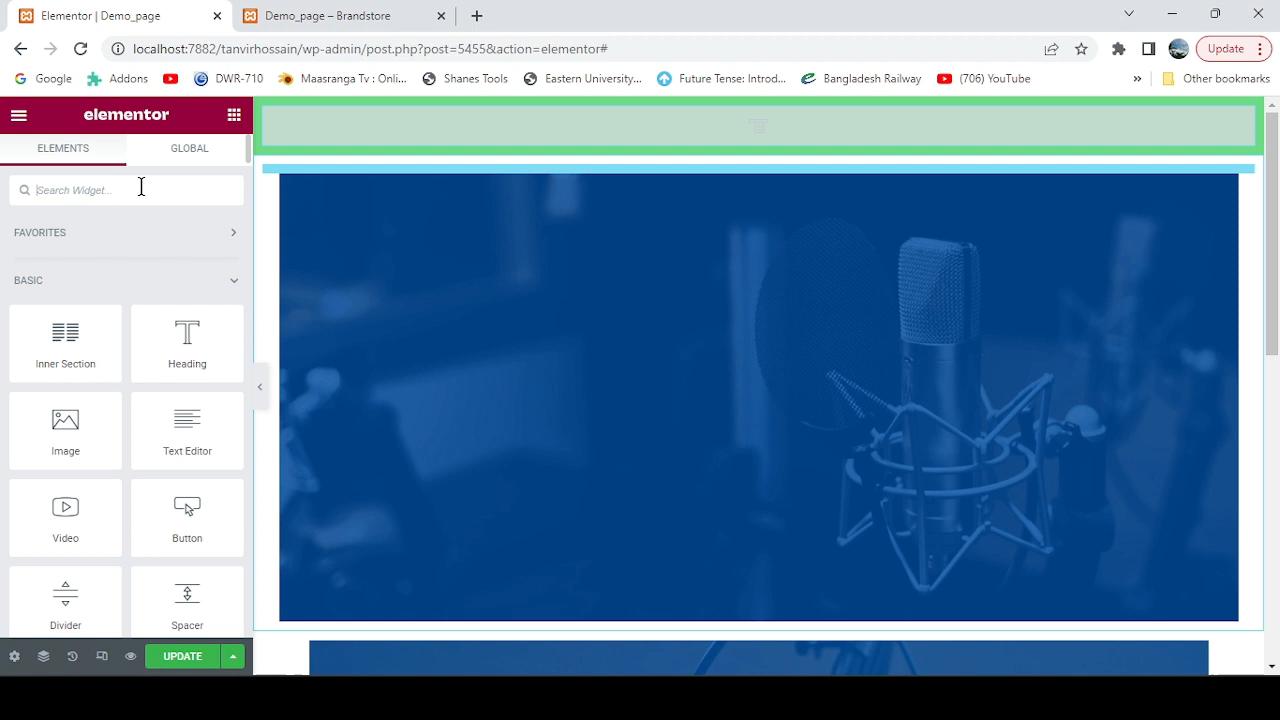 Elementor | Demo_page
Demo_page – Brandstore
localhost:7882/tanvirhossain/wp-admin/post.php?post=5455&action=elementor#
Update
Google
Addons
DWR-710
Maasranga Tv : Onli...
Shanes Tools
Eastern University...
Future Tense: Introd...
Bangladesh Railway
(706) YouTube
»
Other bookmarks
elementor
ELEMENTS
GLOBAL
Search Widget...
FAVORITES
BASIC
Inner Section
Heading
Image
Text Editor
Video
Button
Divider
Spacer
UPDATE